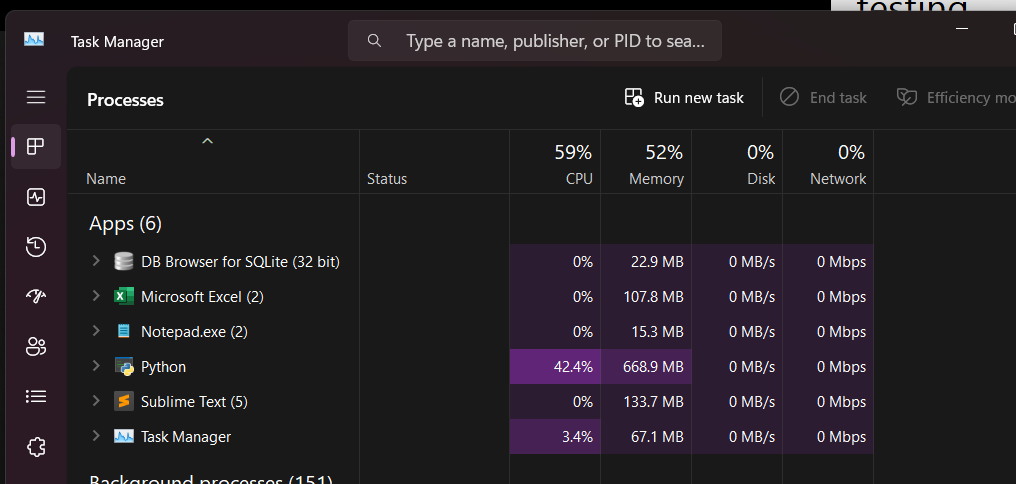 testing
Task Manager
Type a name, publisher, or PID to sea...
Processes
Run new task
End task
Efficiency mo
59% 52% 0% 0%
Name Status CPU Memory Disk Network
Apps (6)
DB Browser for SQLite (32 bit) 0% 22.9 MB 0 MB/s 0 Mbps
Microsoft Excel (2) 0% 107.8 MB 0 MB/s 0 Mbps
Notepad.exe (2) 0% 15.3 MB 0 MB/s 0 Mbps
Python 42.4% 668.9 MB 0 MB/s 0 Mbps
Sublime Text (5) 0% 133.7 MB 0 MB/s 0 Mbps
Task Manager 3.4% 67.1 MB 0 MB/s 0 Mbps
Background processes (151)